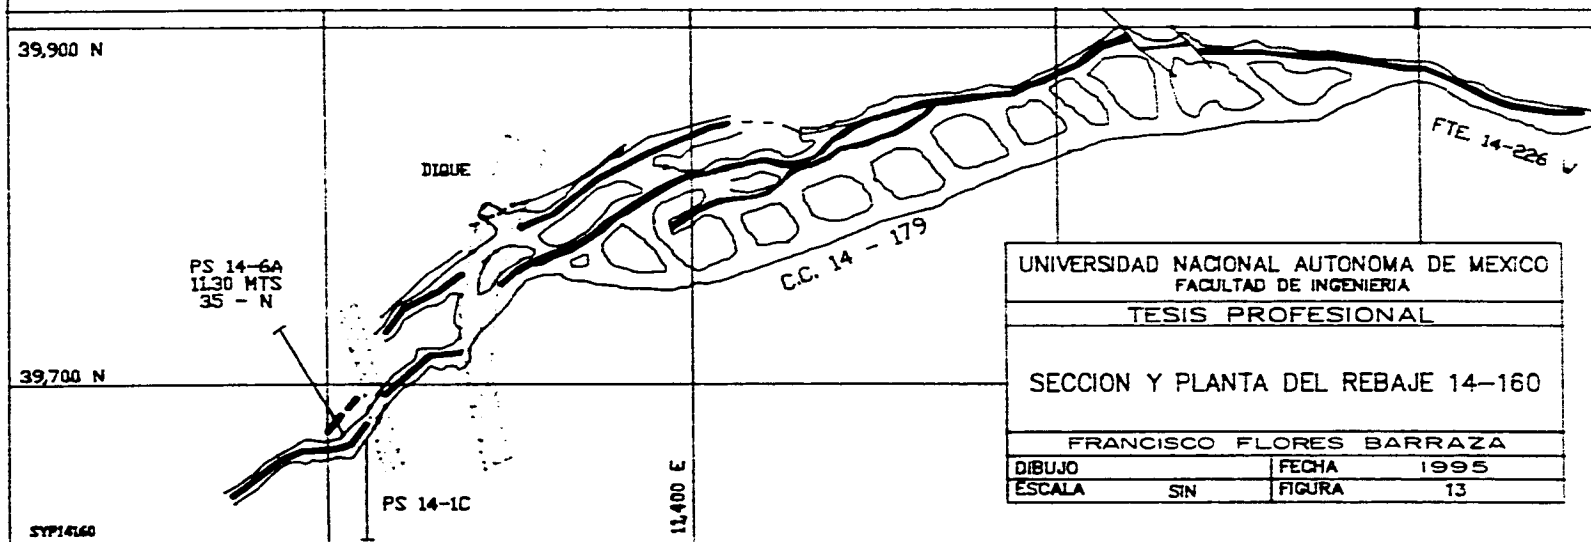 39,900 N
DIQUE
FTE. 14-226 W
PS 14-6A
11.30 MTS
35 - N
C.C. 14 - 179
39,700 N
PS 14-1C
11,400 E
SYP14160
UNIVERSIDAD NACIONAL AUTONOMA DE MEXICO
FACULTAD DE INGENIERIA
TESIS PROFESIONAL
SECCION Y PLANTA DEL REBAJE 14-160
FRANCISCO FLORES BARRAZA
DIBUJO FECHA 1995
ESCALA SIN FIGURA 13